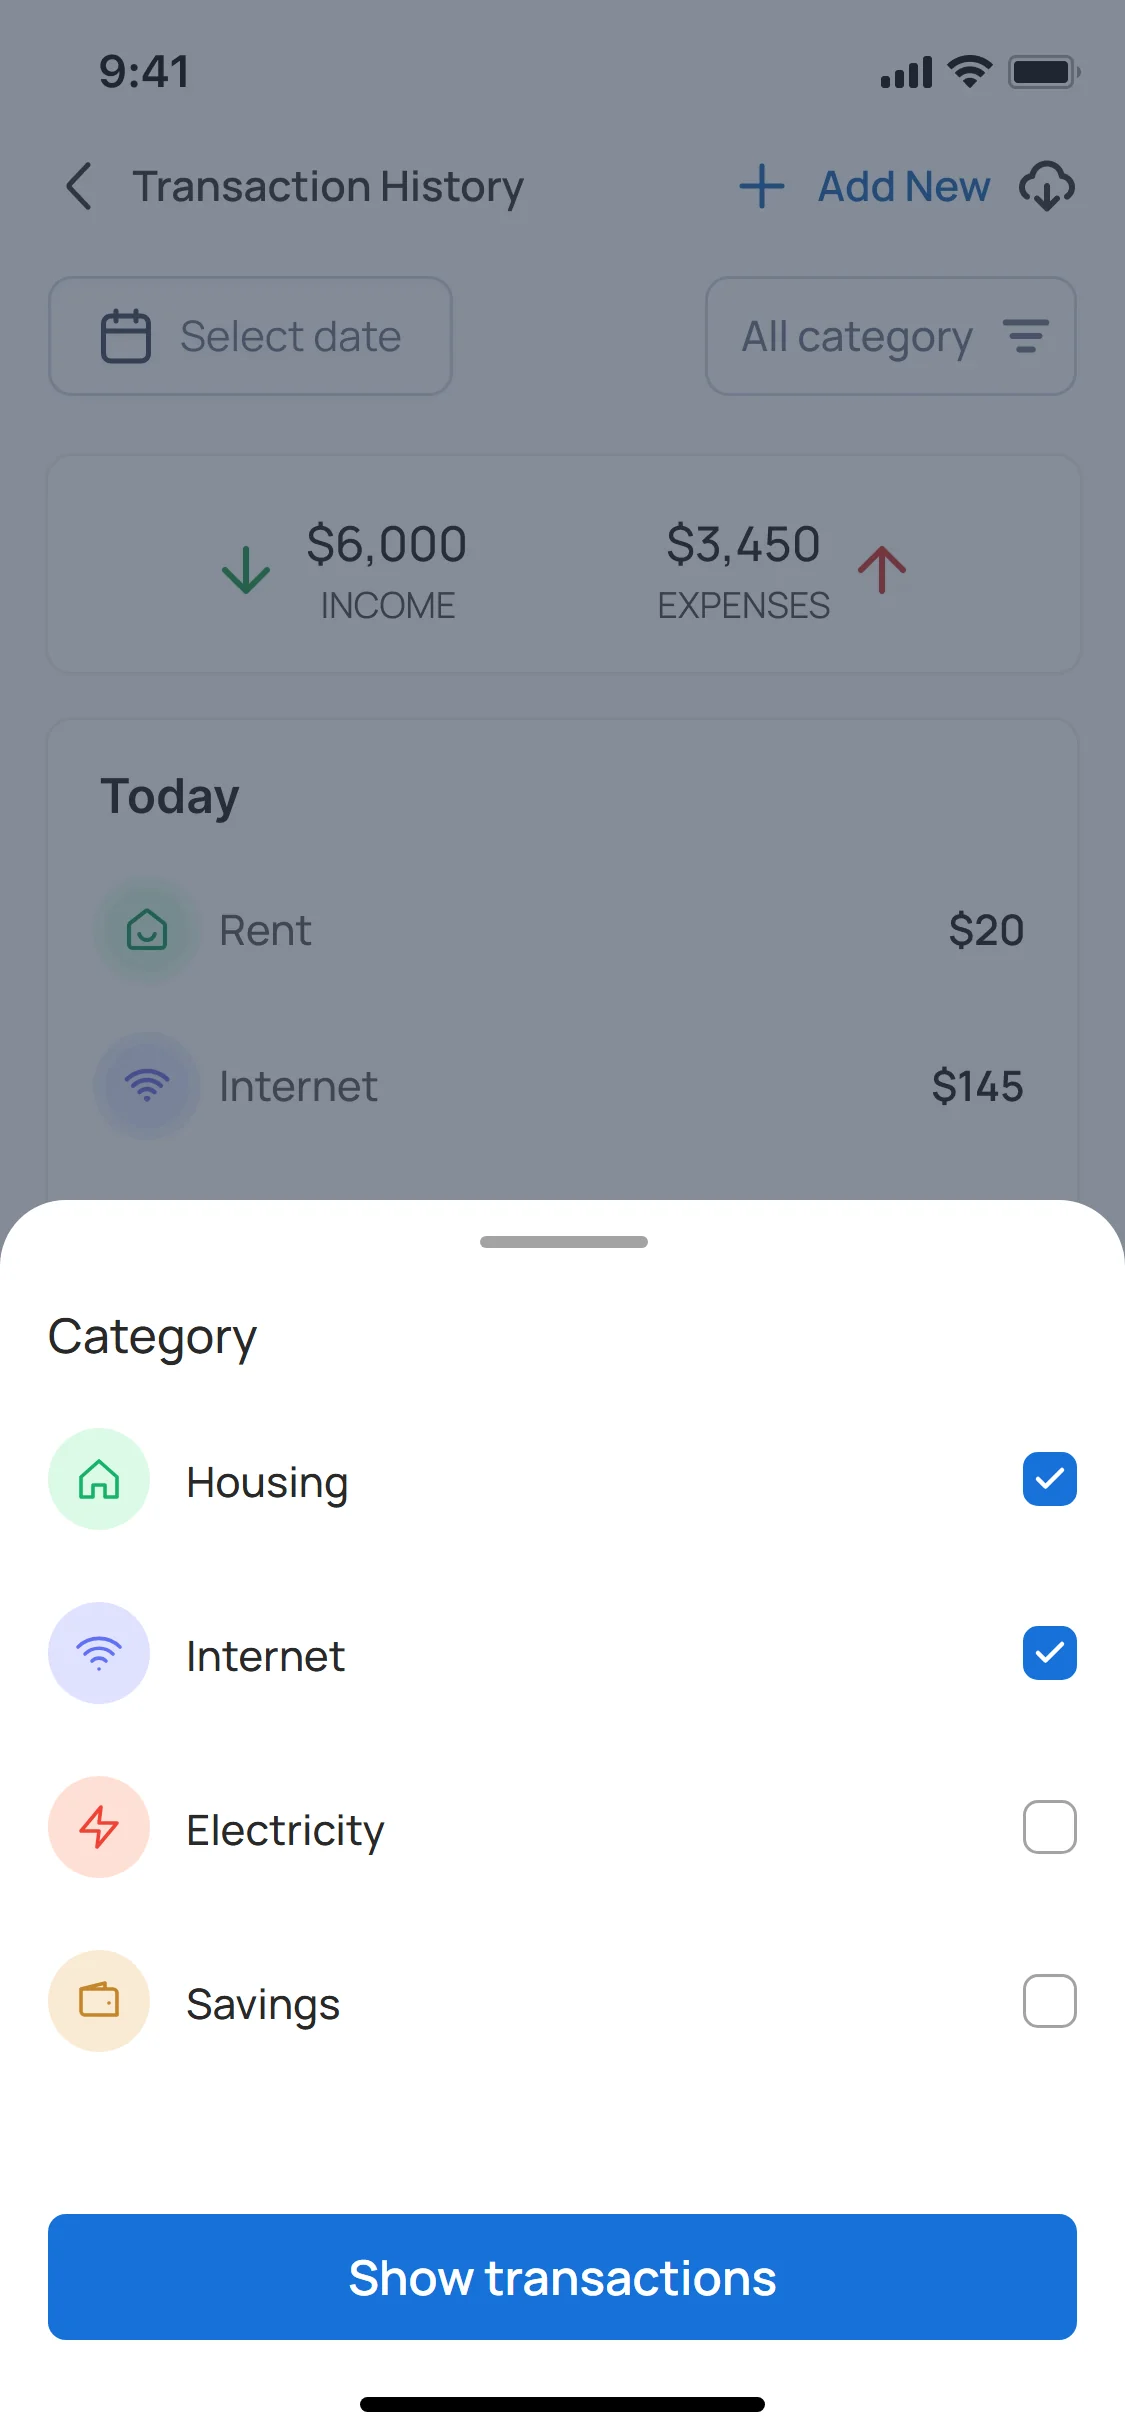 9:41
Transaction History
Add New
Select date
All category
$6,000
$3,450
INCOME
EXPENSES
Today
Rent
$20
Internet
$145
Category
Housing
Internet
Electricity
Savings
Show transactions